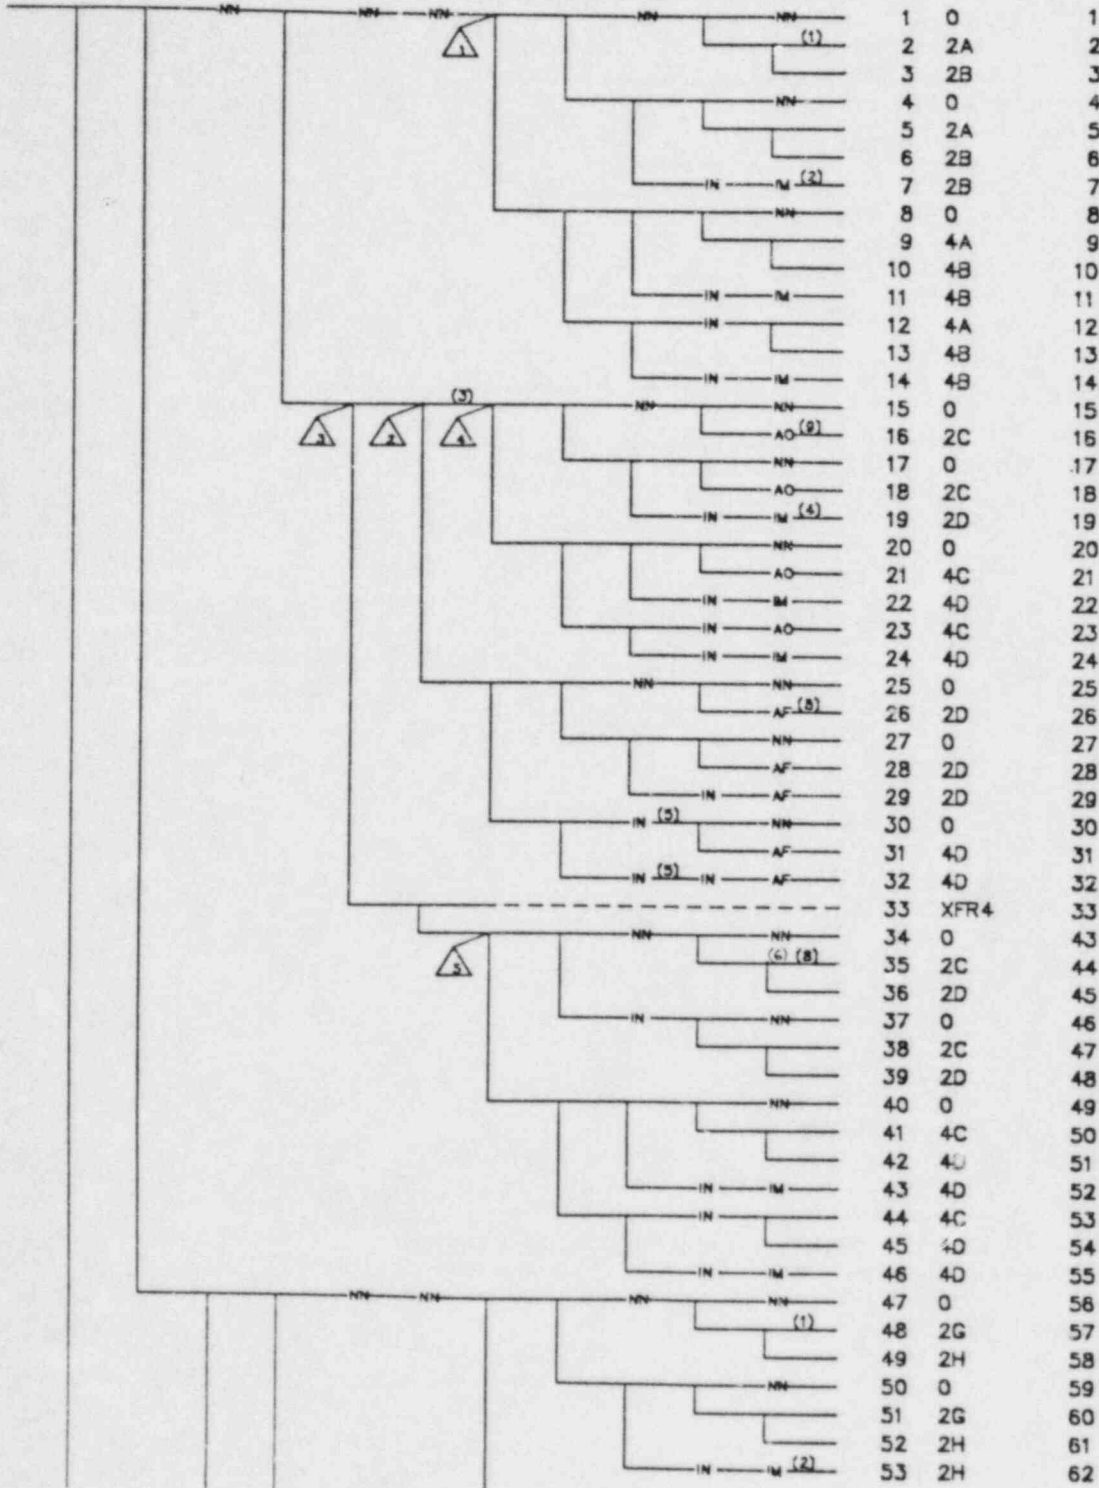 NN NN NN NN NN 1 0 1
1 (1) 2 2A 2
3 2B 3
NN 4 0 4
5 2A 5
6 2B 6
IN IM (2) 7 2B 7
NN 8 0 8
9 4A 9
10 4B 10
IN IM 11 4B 11
IN 12 4A 12
13 4B 13
IN IM 14 4B 14
(3) NN NN 15 0 15
3 2 4 AO (9) 16 2C 16
NN 17 0 17
AO 18 2C 18
IN IM (4) 19 2D 19
NN 20 0 20
AO 21 4C 21
IN IM 22 4D 22
IN AO 23 4C 23
IN IM 24 4D 24
NN NN 25 0 25
AF (8) 26 2D 26
NN 27 0 27
AF 28 2D 28
IN AF 29 2D 29
IN (5) NN 30 0 30
AF 31 4D 31
IN (5) IN AF 32 4D 32
33 XFR4 33
NN NN 34 0 43
5 (6) (8) 35 2C 44
36 2D 45
IN NN 37 0 46
38 2C 47
39 2D 48
NN 40 0 49
41 4C 50
42 4D 51
IN IM 43 4D 52
IN 44 4C 53
45 4D 54
IN IM 46 4D 55
NN NN NN NN 47 0 56
(1) 48 2G 57
49 2H 58
NN 50 0 59
51 2G 60
52 2H 61
IN IM (2) 53 2H 62